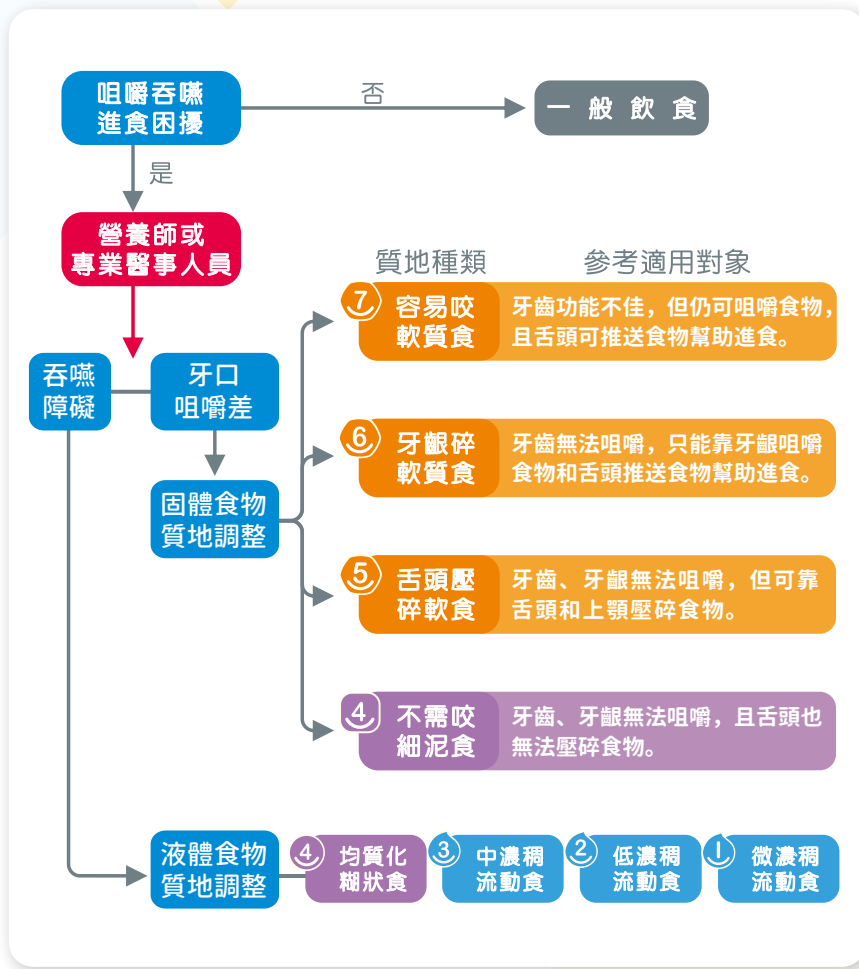 咀嚼吞嚥
進食困擾
否
一般飲食
是
營養師或
專業醫事人員
質地種類
參考適用對象
吞嚥
障礙
牙口
咀嚼差
固體食物
質地調整
7
容易咬
軟質食
牙齒功能不佳，但仍可咀嚼食物，
且舌頭可推送食物幫助進食。
6
牙齦碎
軟質食
牙齒無法咀嚼，只能靠牙齦咀嚼
食物和舌頭推送食物幫助進食。
5
舌頭壓
碎軟食
牙齒、牙齦無法咀嚼，但可靠
舌頭和上顎壓碎食物。
4
不需咬
細泥食
牙齒、牙齦無法咀嚼，且舌頭也
無法壓碎食物。
液體食物
質地調整
4
均質化
糊狀食
3
中濃稠
流動食
2
低濃稠
流動食
1
微濃稠
流動食